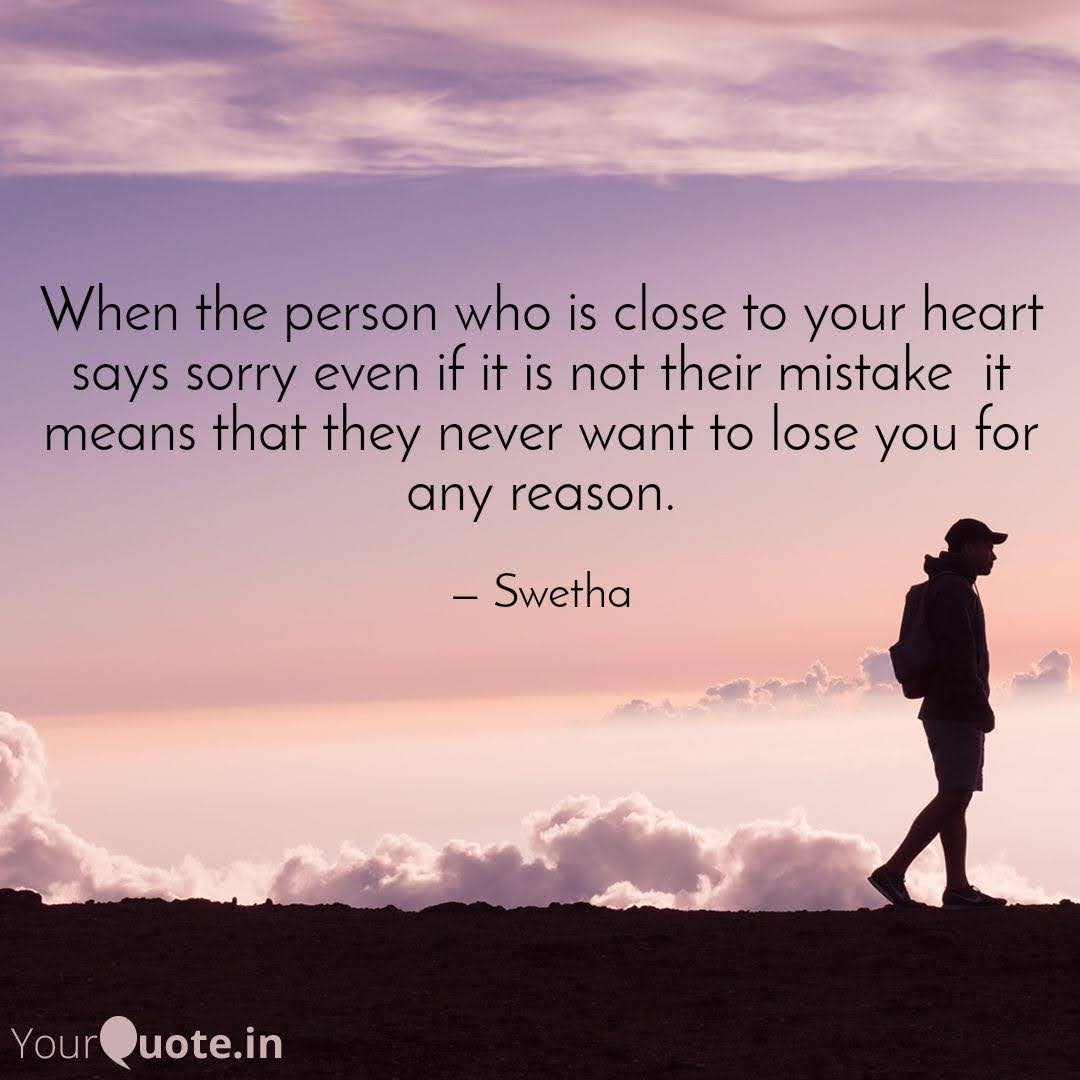 When the person who is close to your heart
says sorry even if it is not their mistake  it
means that they never want to lose you for
any reason.
– Swetha
YourQuote.in